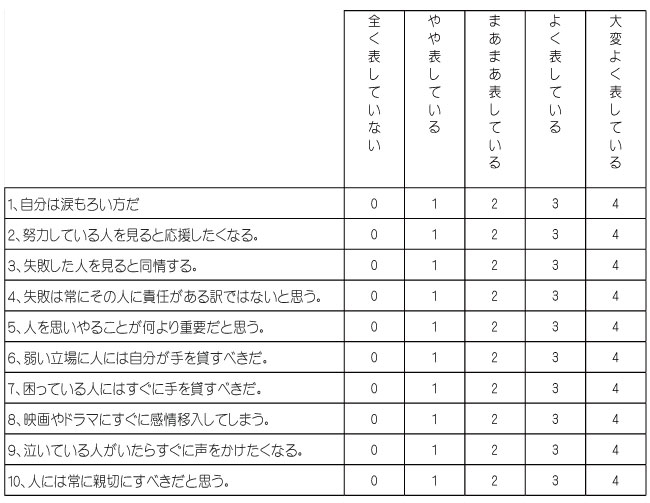 全く表していない
やや表している
まあまあ表している
よく表している
大変よく表している
1、自分は涙もろい方だ 0 1 2 3 4
2、努力している人を見ると応援したくなる。 0 1 2 3 4
3、失敗した人を見ると同情する。 0 1 2 3 4
4、失敗は常にその人に責任がある訳ではないと思う。 0 1 2 3 4
5、人を思いやることが何より重要だと思う。 0 1 2 3 4
6、弱い立場に人には自分が手を貸すべきだ。 0 1 2 3 4
7、困っている人にはすぐに手を貸すべきだ。 0 1 2 3 4
8、映画やドラマにすぐに感情移入してしまう。 0 1 2 3 4
9、泣いている人がいたらすぐに声をかけたくなる。 0 1 2 3 4
10、人には常に親切にすべきだと思う。 0 1 2 3 4